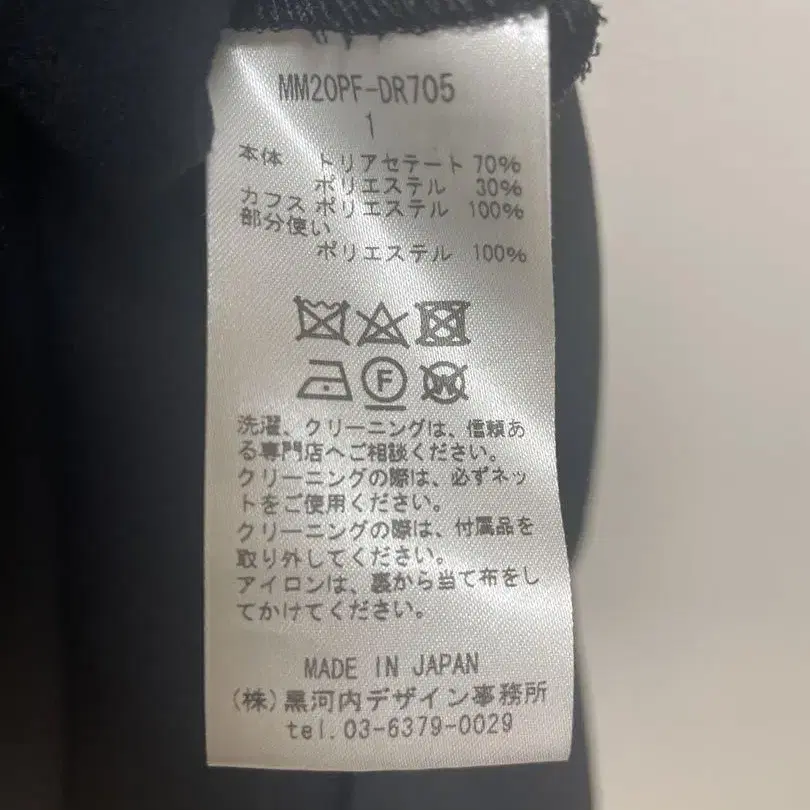 MM20PF-DR705
1
本体 トリアセテート 70%
ポリエステル 30%
カフス ポリエステル 100%
部分使い
ポリエステル 100%
F W
洗濯、クリーニングは、信頼あ
る専門店へご相談ください。
クリーニングの際は、必ずネッ
トをご使用ください。
クリーニングの際は、付属品を
取り外してください。
アイロンは、裏から当て布をし
てかけてください。
MADE IN JAPAN
(株)黒河内デザイン事務所
tel.03-6379-0029